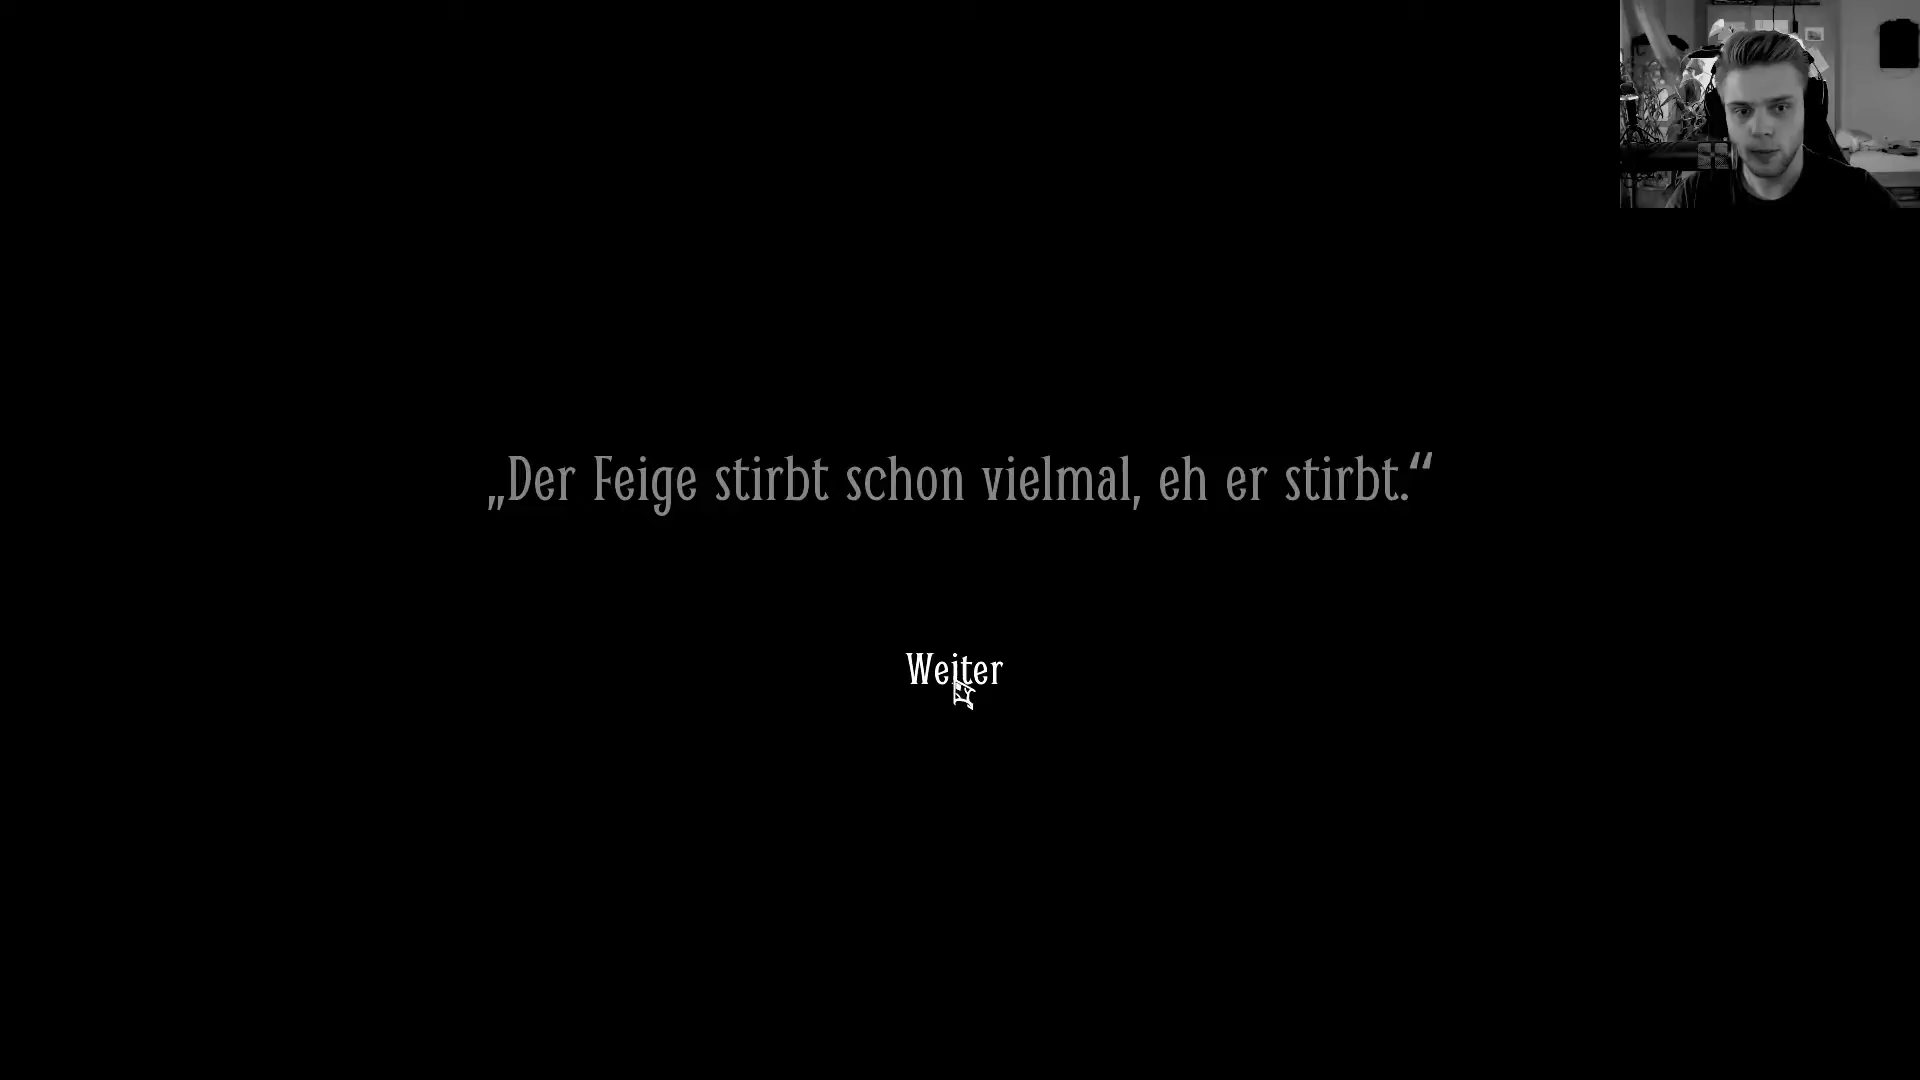 „Der Feige stirbt schon vielmal, eh er stirbt.“
Weiter